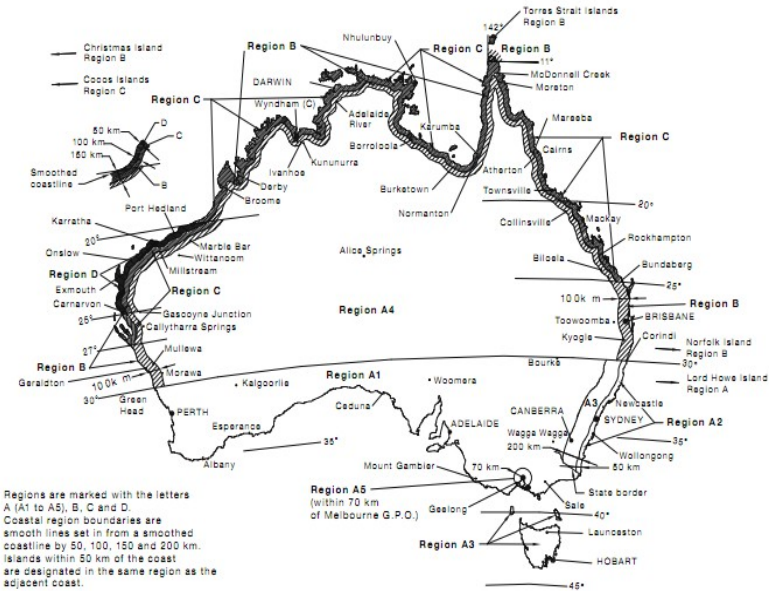 Torres Strait Islands
Region B
142°
Nhulunbuy
Christmas Island
Region B
Region B
Region C
Region B
11°
Cocos Islands
Region C
DARWIN
McDonnell Creek
Moreton
Region C
Wyndham (C)
D
50 km
C
100 km
150 km
Adelaide
River
Karumba
Mareeba
Region C
Borroloola
Cairns
Smoothed
coastline
B
Ivanhoe
Kununurra
Atherton
Derby
Burketown
Townsville
Port Hedland
Broome
Normanton
20°
Karratha
Collinsville
Mackay
20°
Marble Bar
Rockhampton
Onslow
Wittanoom
Alice Springs
Biloela
Region D
Millstream
Bundaberg
Exmouth
25°
Region C
Carnarvon
100k m
Region B
25°
Gascoyne Junction
Region A4
Toowoomba
BRISBANE
Callytharra Springs
Kyogle
Corindi
Norfolk Island
Region B
27°
Mullewa
Region B
Bourke
30°
Geraldton
100k m
Morawa
Region A1
Lord Howe Island
Region A
30°
Kalgoorlie
Woomera
Green
Head
Ceduna
A3
Newcastle
PERTH
CANBERRA
SYDNEY
Region A2
Esperance
ADELAIDE
Wagga Wagga
35°
35°
200 km
Wollongong
Albany
Mount Gambier
70 km
50 km
Region A5
(within 70 km
of Melbourne G.P.O.)
State border
Geelong
Sale
40°
Launceston
Region A3
HOBART
45°
Regions are marked with the letters
A (A1 to A5), B, C and D.
Coastal region boundaries are
smooth lines set in from a smoothed
coastline by 50, 100, 150 and 200 km.
Islands within 50 km of the coast
are designated in the same region as the
adjacent coast.